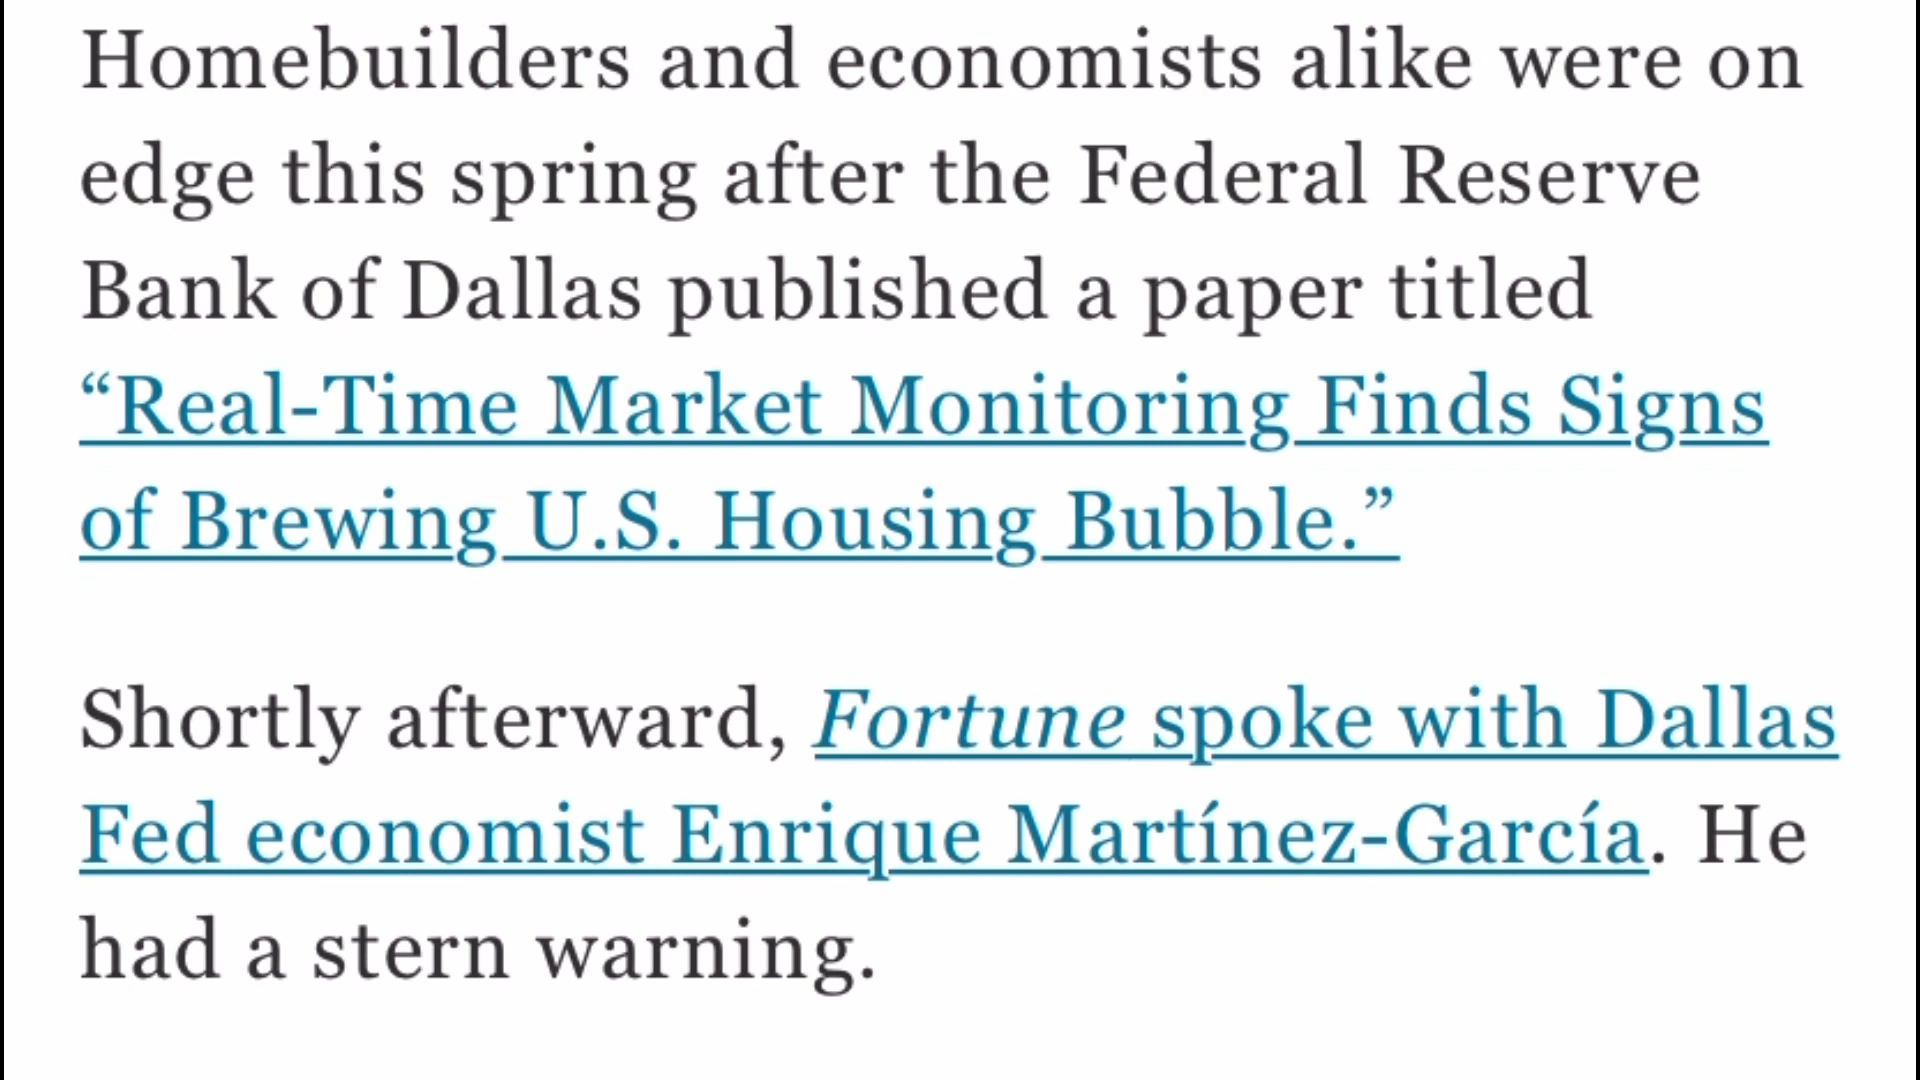 Homebuilders and economists alike were on
edge this spring after the Federal Reserve
Bank of Dallas published a paper titled
“Real-Time Market Monitoring Finds Signs
of Brewing U.S. Housing Bubble.”
Shortly afterward, Fortune spoke with Dallas
Fed economist Enrique Martínez-García. He
had a stern warning.